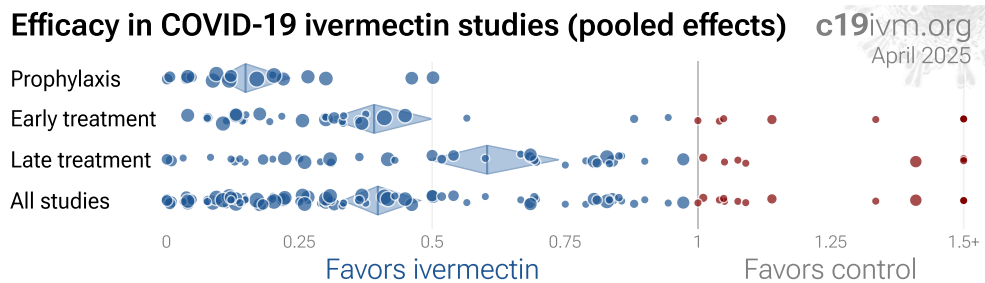 Efficacy in COVID-19 ivermectin studies (pooled effects)
c19ivm.org
April 2025
Prophylaxis
Early treatment
Late treatment
All studies
0 0.25 0.5 0.75 1 1.25 1.5+
Favors ivermectin Favors control